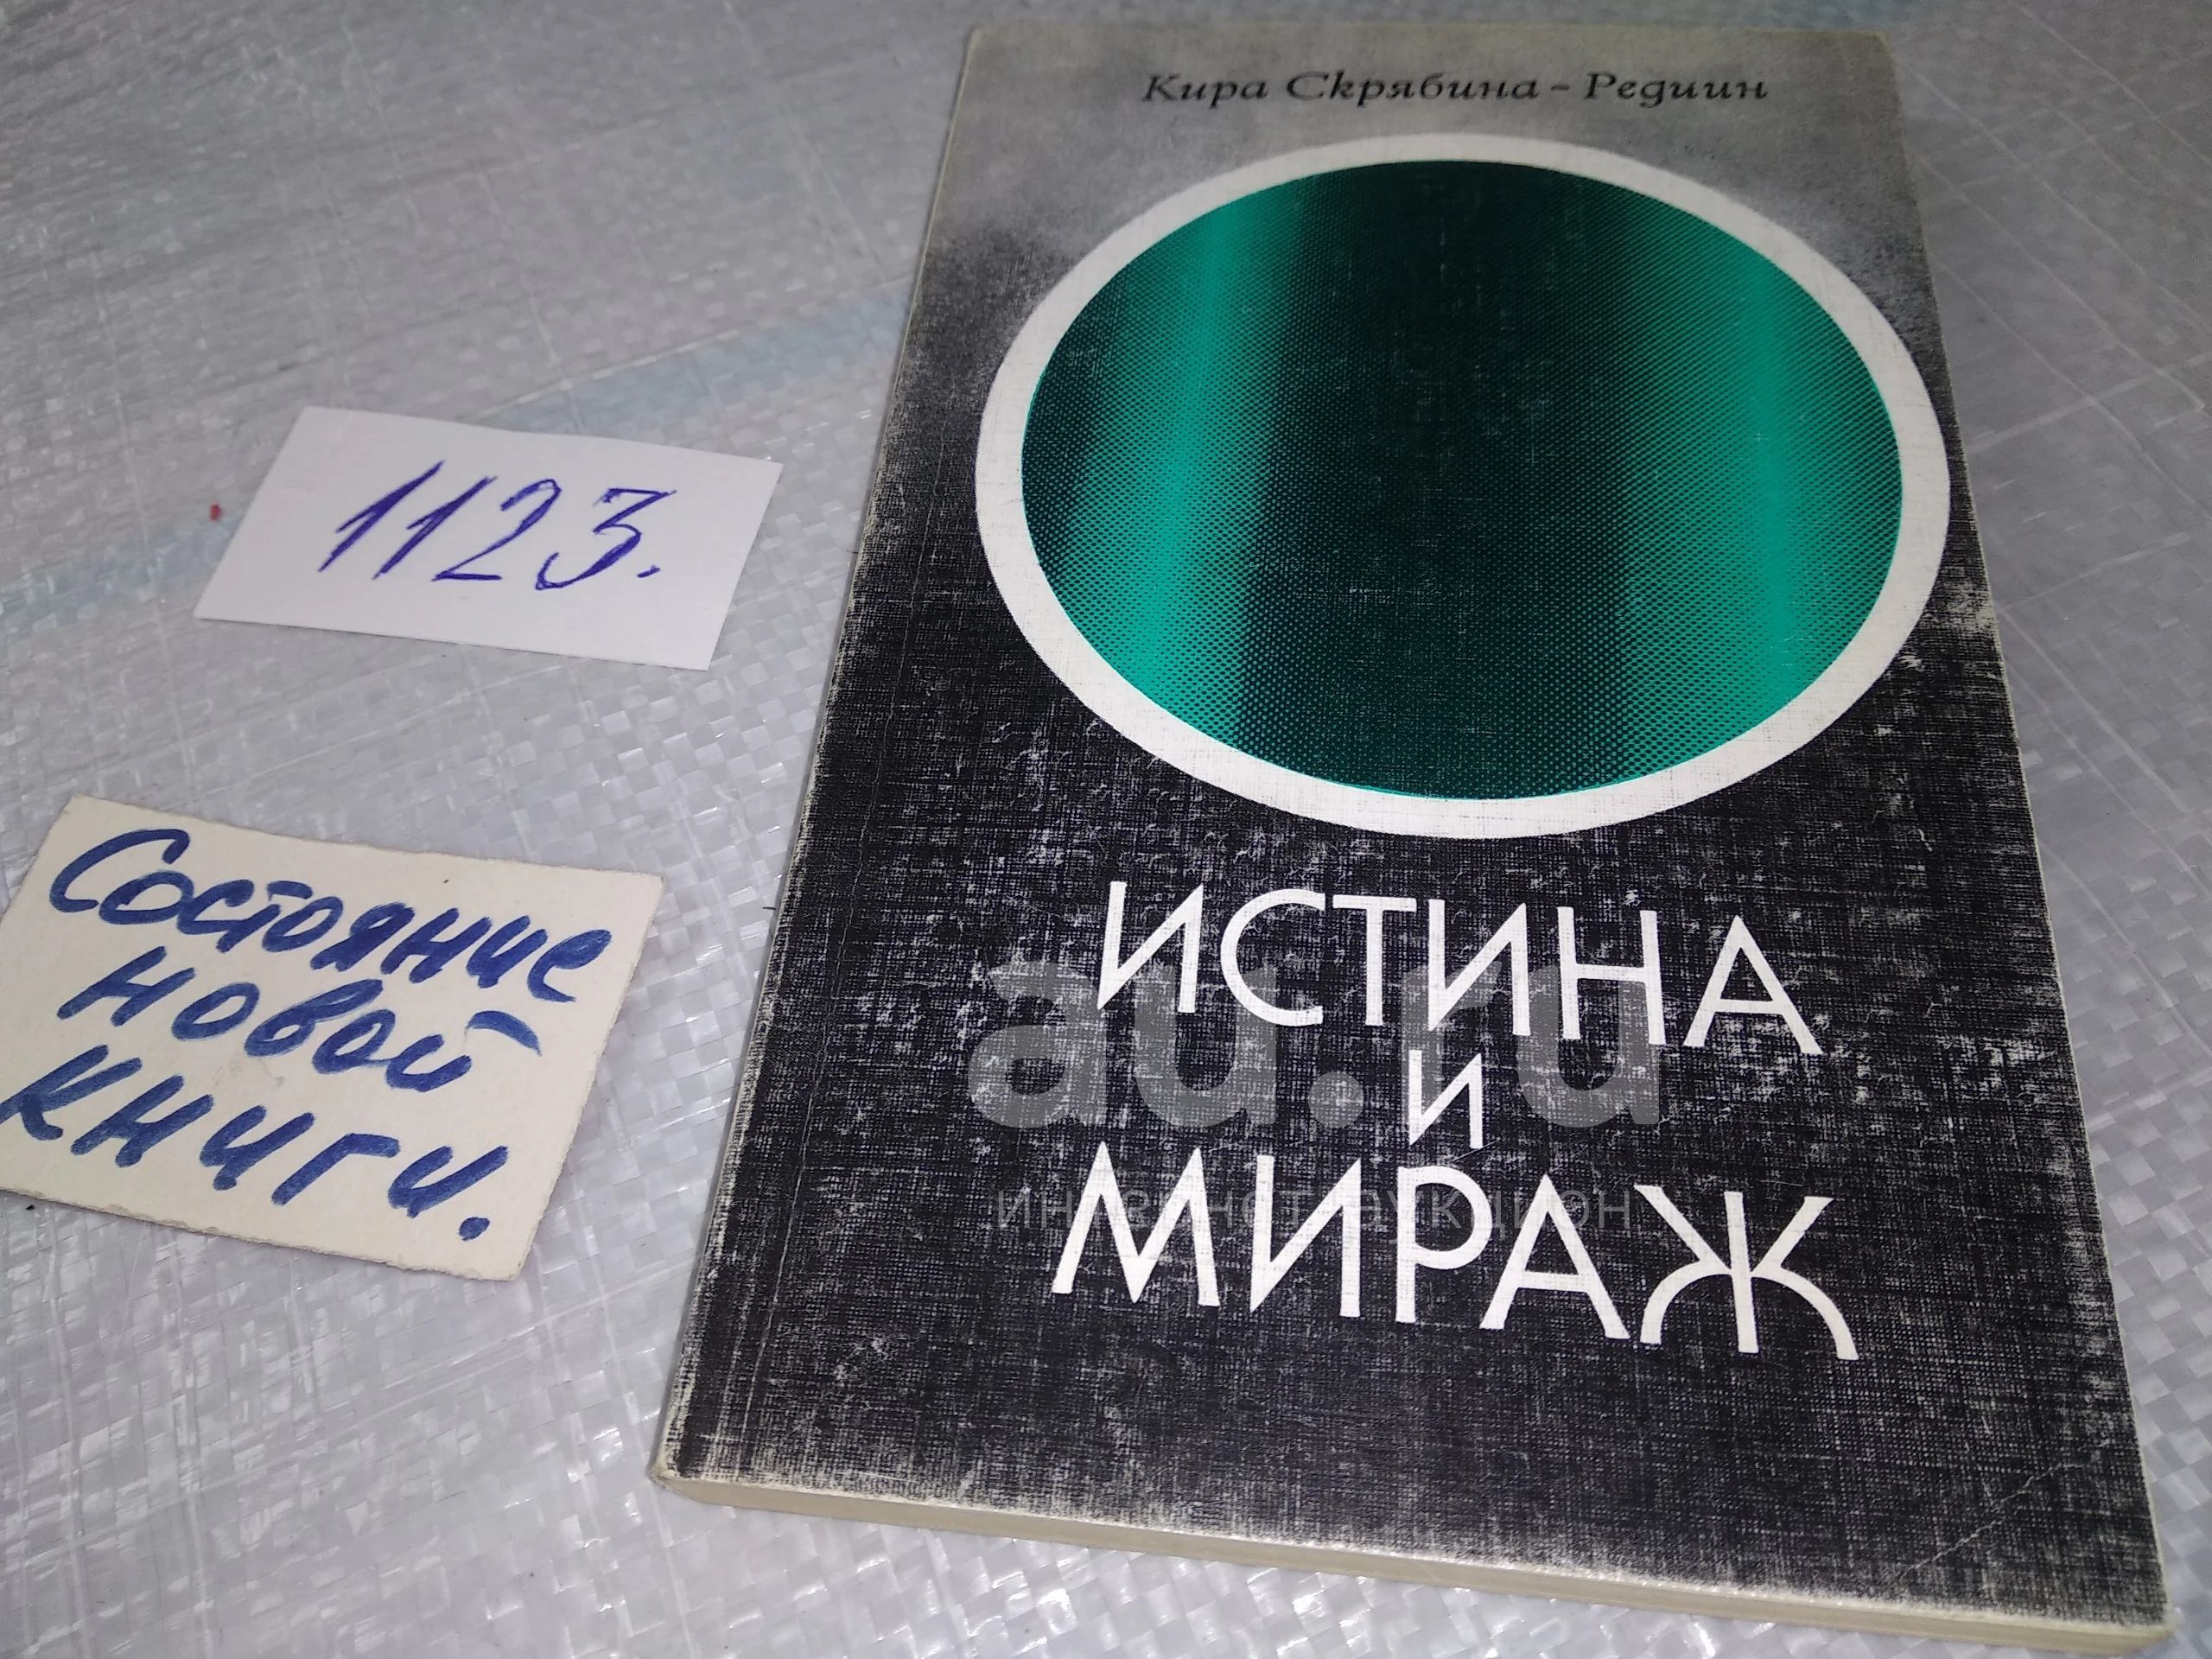 Кира Скрябина-Редиин
1123.
Состояние
новой
книги.
ИСТИНА
И
МИРАЖ
au.ru
интернет аукцион